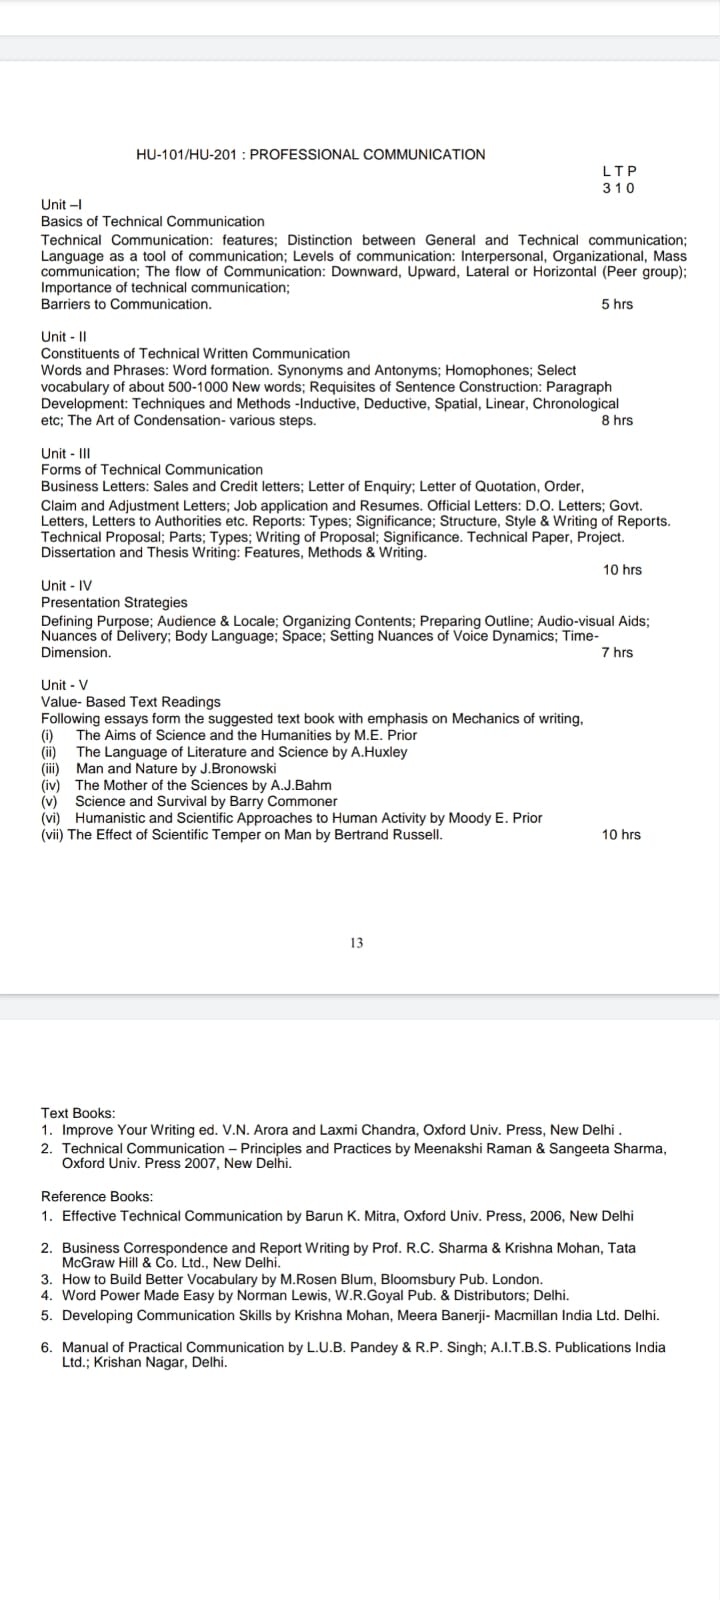 HU-101/HU-201 : PROFESSIONAL COMMUNICATION
L T P
3 1 0
Unit –I
Basics of Technical Communication
Technical Communication: features; Distinction between General and Technical communication;
Language as a tool of communication; Levels of communication: Interpersonal, Organizational, Mass
communication; The flow of Communication: Downward, Upward, Lateral or Horizontal (Peer group);
Importance of technical communication;
Barriers to Communication. 5 hrs
Unit - II
Constituents of Technical Written Communication
Words and Phrases: Word formation. Synonyms and Antonyms; Homophones; Select
vocabulary of about 500-1000 New words; Requisites of Sentence Construction: Paragraph
Development: Techniques and Methods -Inductive, Deductive, Spatial, Linear, Chronological
etc; The Art of Condensation- various steps. 8 hrs
Unit - III
Forms of Technical Communication
Business Letters: Sales and Credit letters; Letter of Enquiry; Letter of Quotation, Order,
Claim and Adjustment Letters; Job application and Resumes. Official Letters: D.O. Letters; Govt.
Letters, Letters to Authorities etc. Reports: Types; Significance; Structure, Style & Writing of Reports.
Technical Proposal; Parts; Types; Writing of Proposal; Significance. Technical Paper, Project.
Dissertation and Thesis Writing: Features, Methods & Writing.
10 hrs
Unit - IV
Presentation Strategies
Defining Purpose; Audience & Locale; Organizing Contents; Preparing Outline; Audio-visual Aids;
Nuances of Delivery; Body Language; Space; Setting Nuances of Voice Dynamics; Time-
Dimension. 7 hrs
Unit - V
Value- Based Text Readings
Following essays form the suggested text book with emphasis on Mechanics of writing,
(i) The Aims of Science and the Humanities by M.E. Prior
(ii) The Language of Literature and Science by A.Huxley
(iii) Man and Nature by J.Bronowski
(iv) The Mother of the Sciences by A.J.Bahm
(v) Science and Survival by Barry Commoner
(vi) Humanistic and Scientific Approaches to Human Activity by Moody E. Prior
(vii) The Effect of Scientific Temper on Man by Bertrand Russell. 10 hrs
13
Text Books:
1. Improve Your Writing ed. V.N. Arora and Laxmi Chandra, Oxford Univ. Press, New Delhi .
2. Technical Communication – Principles and Practices by Meenakshi Raman & Sangeeta Sharma,
Oxford Univ. Press 2007, New Delhi.
Reference Books:
1. Effective Technical Communication by Barun K. Mitra, Oxford Univ. Press, 2006, New Delhi
2. Business Correspondence and Report Writing by Prof. R.C. Sharma & Krishna Mohan, Tata
McGraw Hill & Co. Ltd., New Delhi.
3. How to Build Better Vocabulary by M.Rosen Blum, Bloomsbury Pub. London.
4. Word Power Made Easy by Norman Lewis, W.R.Goyal Pub. & Distributors; Delhi.
5. Developing Communication Skills by Krishna Mohan, Meera Banerji- Macmillan India Ltd. Delhi.
6. Manual of Practical Communication by L.U.B. Pandey & R.P. Singh; A.I.T.B.S. Publications India
Ltd.; Krishan Nagar, Delhi.